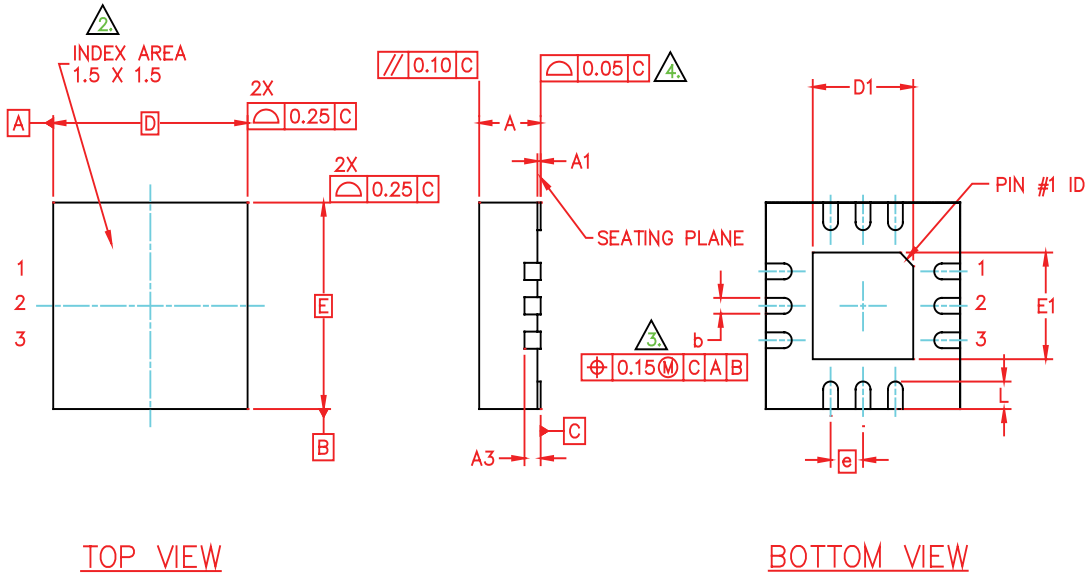 2.
INDEX AREA
1.5 X 1.5
2X
0.25 C
A
D
2X
0.25 C
1
2
3
E
B
TOP VIEW
// 0.10 C
0.05 C
4.
A
A1
SEATING PLANE
3.
b
⌖ 0.15 Ⓜ C A B
C
A3
D1
PIN #1 ID
1
2
3
E1
L
e
BOTTOM VIEW